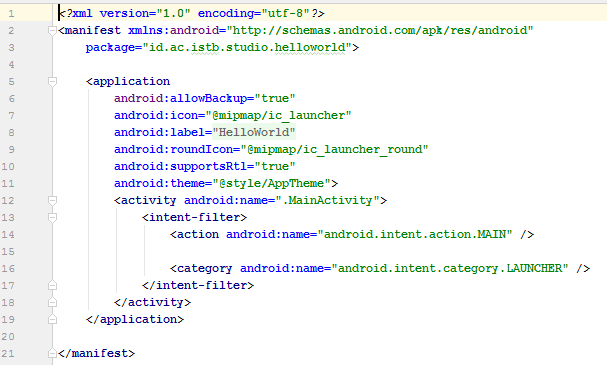 1 <?xml version="1.0" encoding="utf-8"?>
2 <manifest xmlns:android="http://schemas.android.com/apk/res/android"
3     package="id.ac.istb.studio.helloworld">
4
5     <application
6         android:allowBackup="true"
7         android:icon="@mipmap/ic_launcher"
8         android:label="HelloWorld"
9         android:roundIcon="@mipmap/ic_launcher_round"
10         android:supportsRtl="true"
11         android:theme="@style/AppTheme">
12         <activity android:name=".MainActivity">
13             <intent-filter>
14                 <action android:name="android.intent.action.MAIN" />
15
16                 <category android:name="android.intent.category.LAUNCHER" />
17             </intent-filter>
18         </activity>
19     </application>
20
21 </manifest>